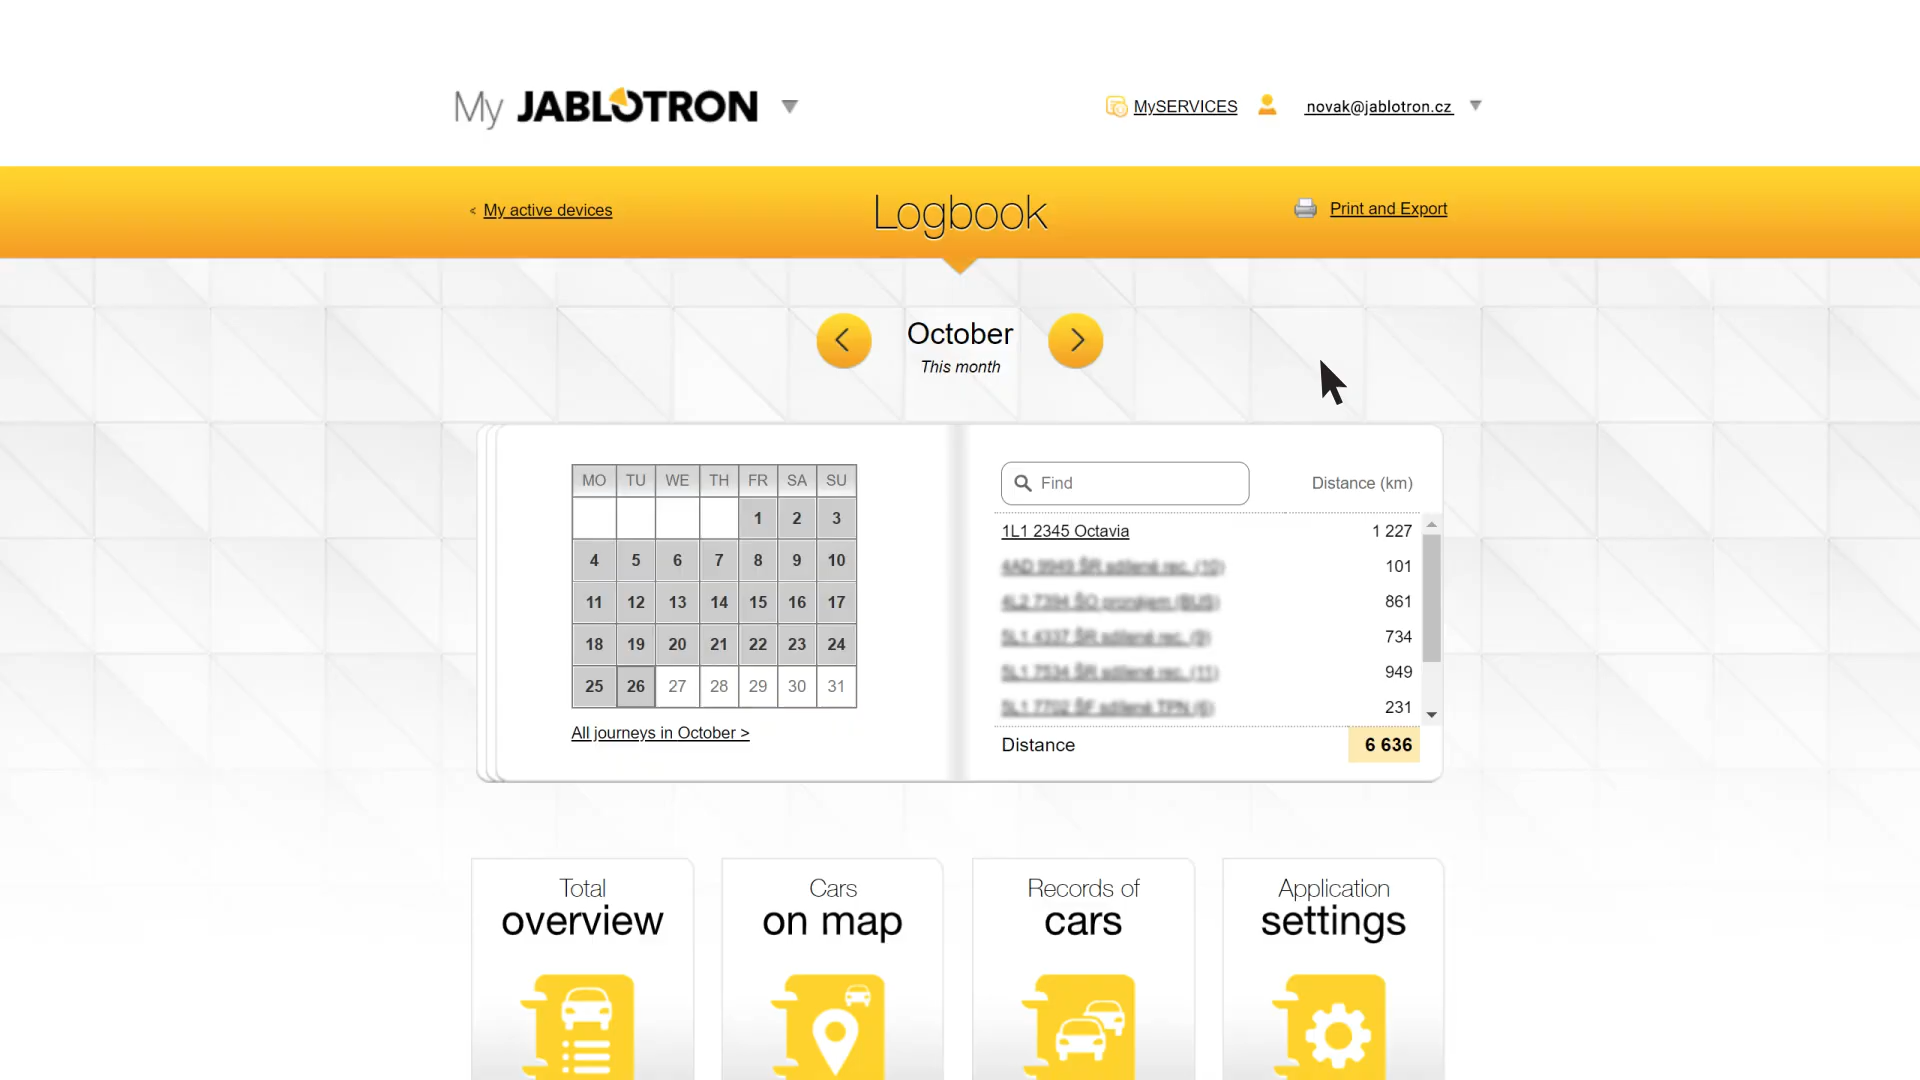 My JABLOTRON
MySERVICES
novak@jablotron.cz
< My active devices
Logbook
Print and Export
October
This month
MO TU WE TH FR SA SU
1 2 3
4 5 6 7 8 9 10
11 12 13 14 15 16 17
18 19 20 21 22 23 24
25 26 27 28 29 30 31
All journeys in October >
Find
Distance (km)
1L1 2345 Octavia 1 227
101
861
734
949
231
Distance 6 636
Total
overview
Cars
on map
Records of
cars
Application
settings